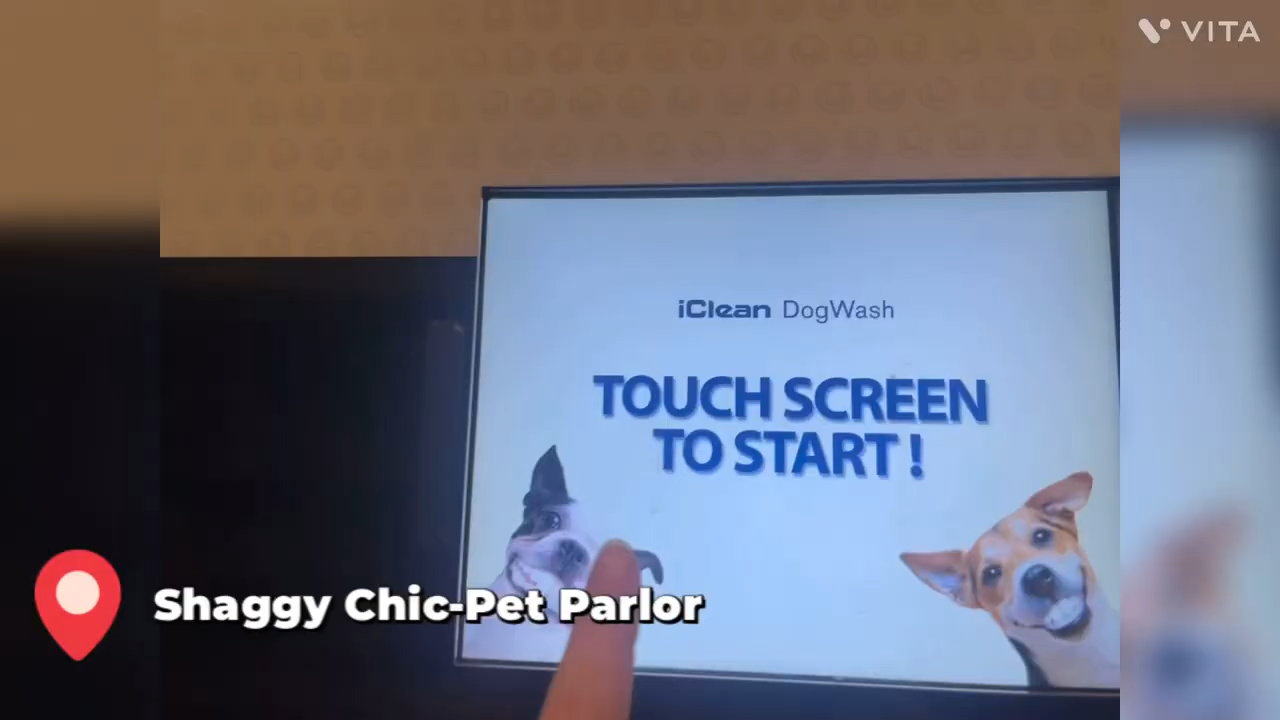 VITA
iClean DogWash
TOUCH SCREEN
TO START !
Shaggy Chic-Pet Parlor